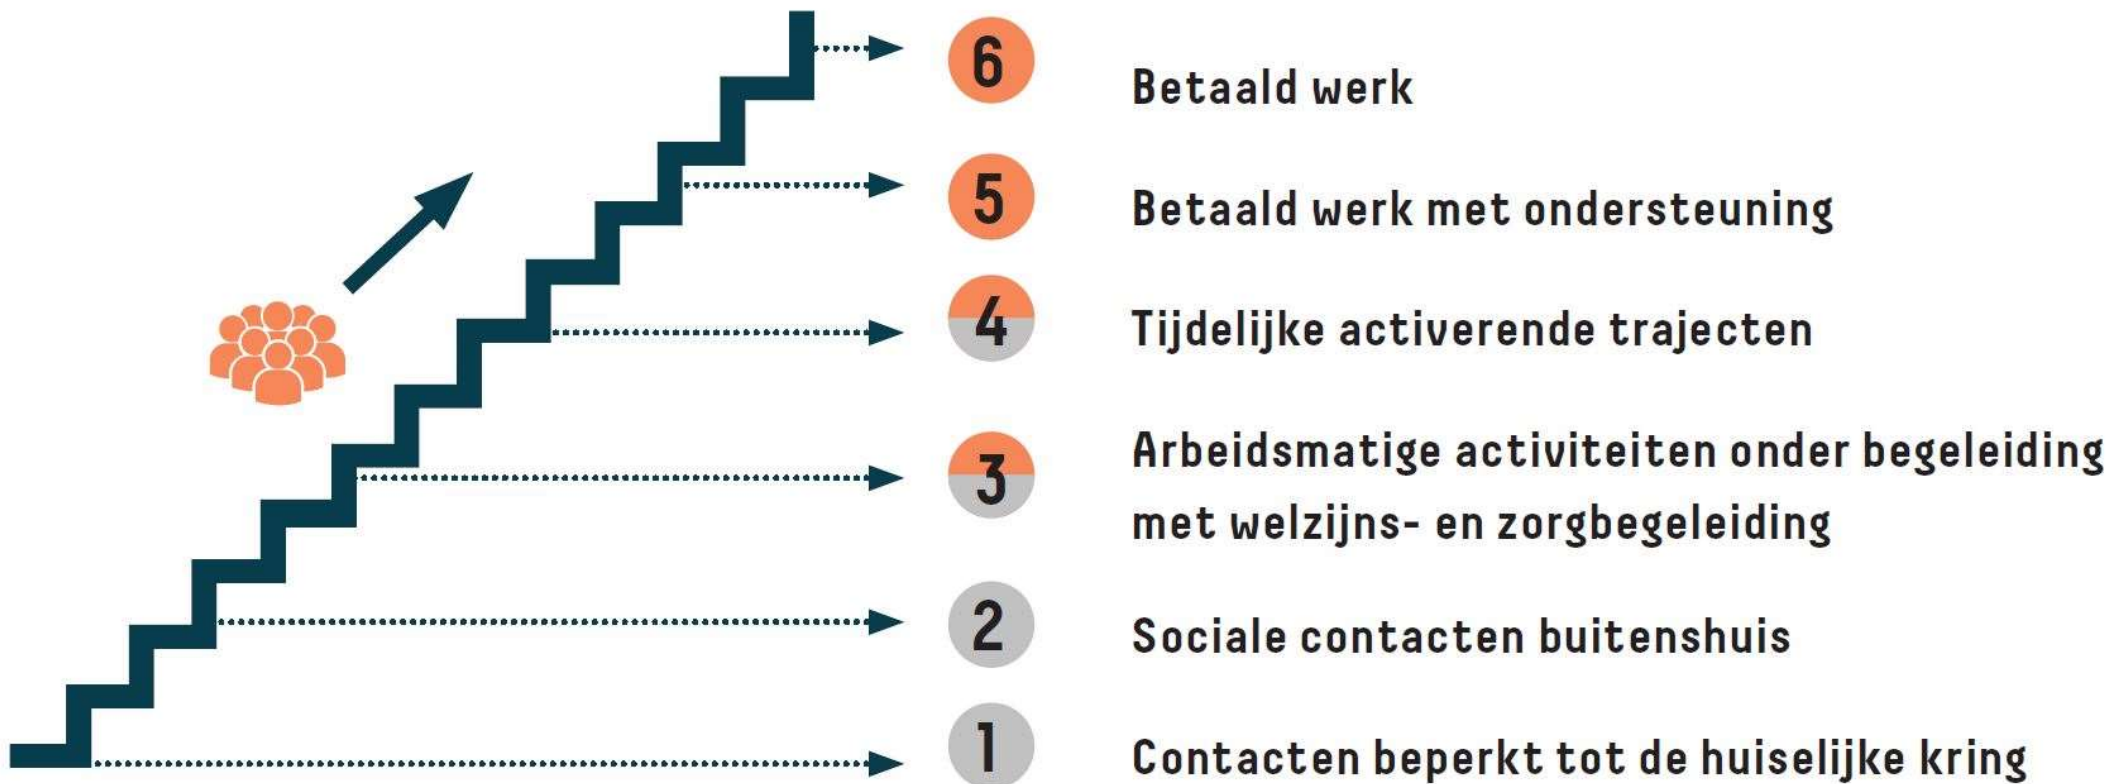 6 Betaald werk
5 Betaald werk met ondersteuning
4 Tijdelijke activerende trajecten
3 Arbeidsmatige activiteiten onder begeleiding
met welzijns- en zorgbegeleiding
2 Sociale contacten buitenshuis
1 Contacten beperkt tot de huiselijke kring